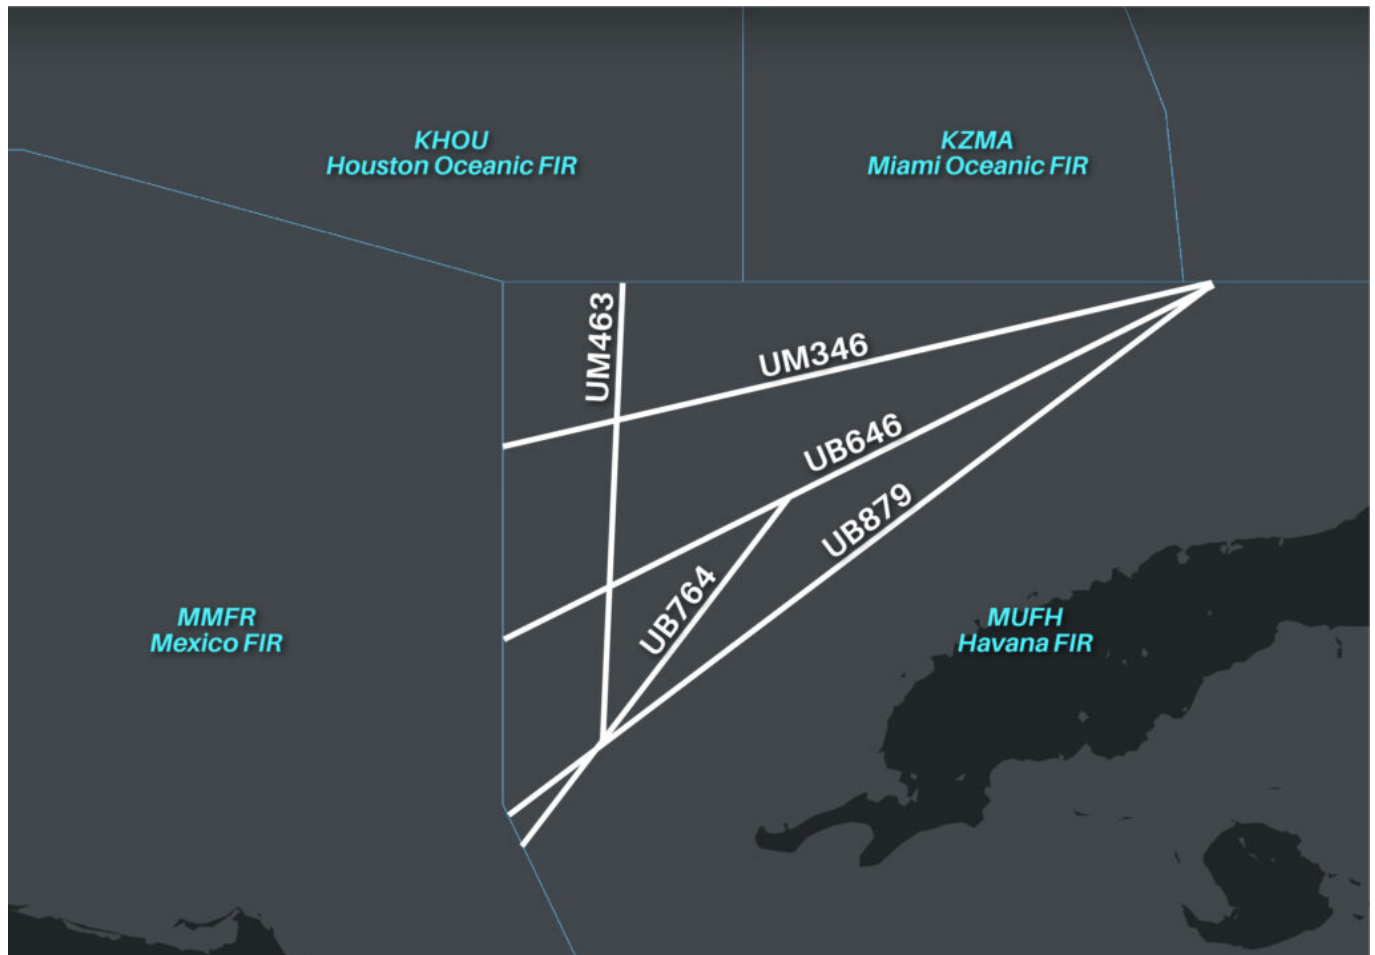 KHOU
Houston Oceanic FIR
KZMA
Miami Oceanic FIR
UM463
UM346
UB646
UB879
UB764
MMFR
Mexico FIR
MUFH
Havana FIR